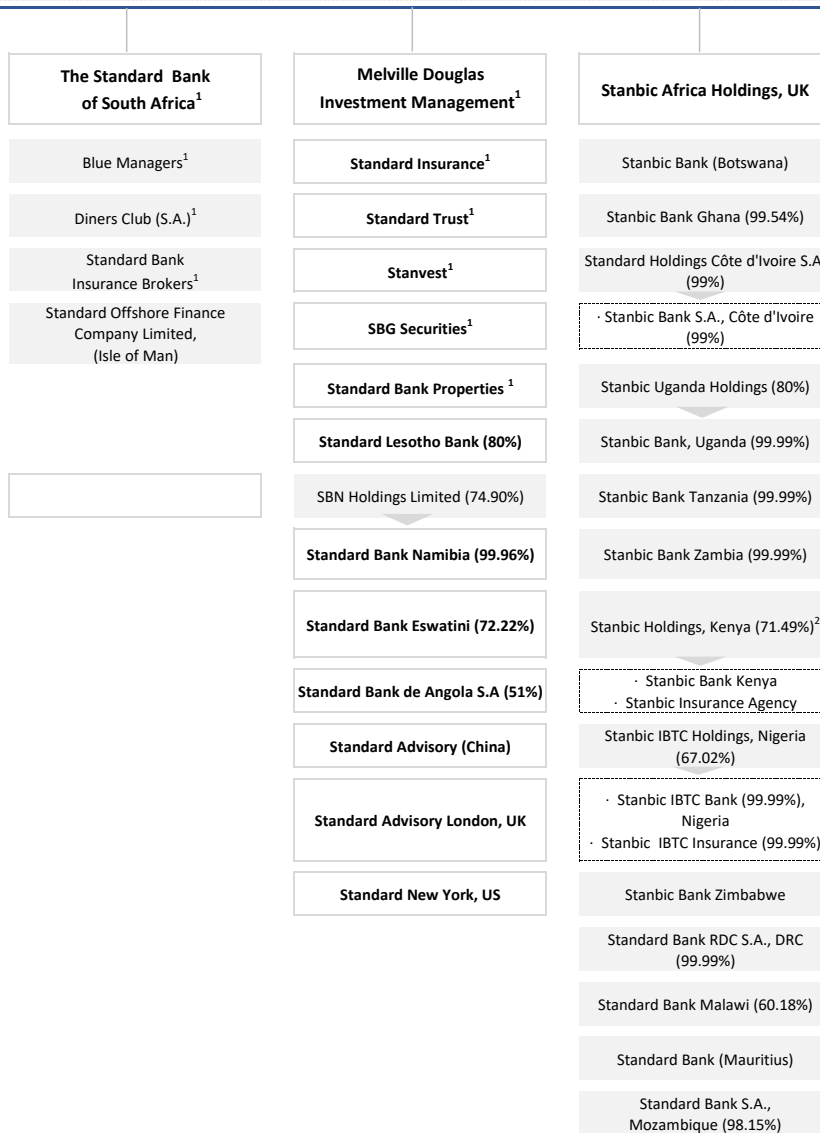 The Standard Bank
of South Africa¹
Blue Managers¹
Diners Club (S.A.)¹
Standard Bank
Insurance Brokers¹
Standard Offshore Finance
Company Limited,
(Isle of Man)
Melville Douglas
Investment Management¹
Standard Insurance¹
Standard Trust¹
Stanvest¹
SBG Securities¹
Standard Bank Properties ¹
Standard Lesotho Bank (80%)
SBN Holdings Limited (74.90%)
Standard Bank Namibia (99.96%)
Standard Bank Eswatini (72.22%)
Standard Bank de Angola S.A (51%)
Standard Advisory (China)
Standard Advisory London, UK
Standard New York, US
Stanbic Africa Holdings, UK
Stanbic Bank (Botswana)
Stanbic Bank Ghana (99.54%)
Standard Holdings Côte d'Ivoire S.A
(99%)
· Stanbic Bank S.A., Côte d'Ivoire
(99%)
Stanbic Uganda Holdings (80%)
Stanbic Bank, Uganda (99.99%)
Stanbic Bank Tanzania (99.99%)
Stanbic Bank Zambia (99.99%)
Stanbic Holdings, Kenya (71.49%)²
· Stanbic Bank Kenya
· Stanbic Insurance Agency
Stanbic IBTC Holdings, Nigeria
(67.02%)
· Stanbic IBTC Bank (99.99%),
Nigeria
· Stanbic IBTC Insurance (99.99%)
Stanbic Bank Zimbabwe
Standard Bank RDC S.A., DRC
(99.99%)
Standard Bank Malawi (60.18%)
Standard Bank (Mauritius)
Standard Bank S.A.,
Mozambique (98.15%)